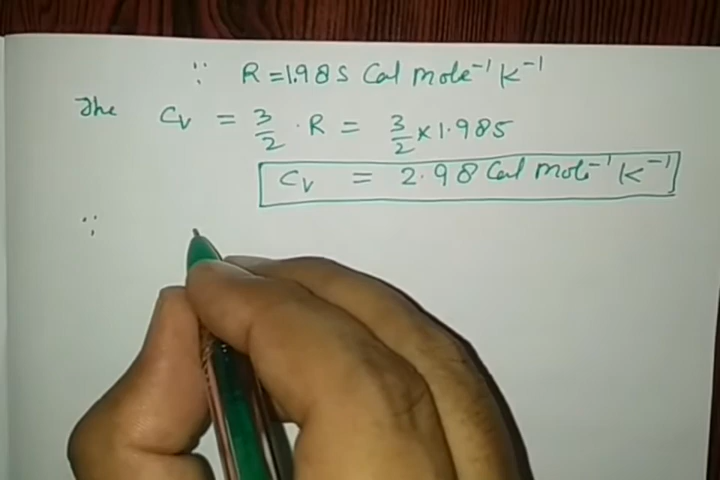 ∵ R = 1.985 Cal mole⁻¹ K⁻¹
The Cv = 3/2 · R = 3/2 × 1.985
Cv = 2.98 Cal mole⁻¹ K⁻¹
∵